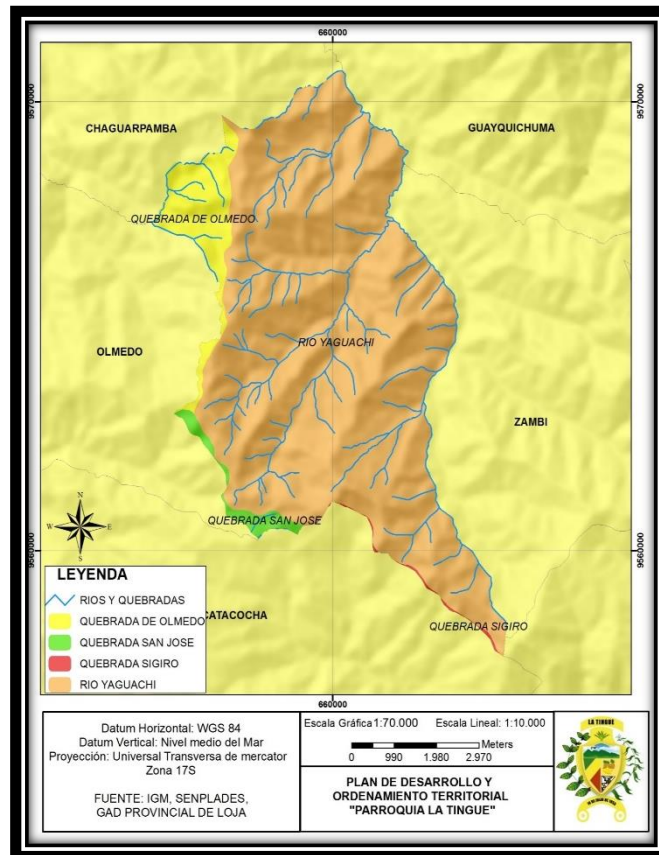 660000
9570000
9570000
CHAGUARPAMBA
GUAYQUICHUMA
QUEBRADA DE OLMEDO
RIO YAGUACHI
OLMEDO
ZAMBI
QUEBRADA SAN JOSE
N
W
E
S
9560000
9560000
LEYENDA
RIOS Y QUEBRADAS
QUEBRADA DE OLMEDO
QUEBRADA SAN JOSE
QUEBRADA SIGIRO
RIO YAGUACHI
CATACOCHA
QUEBRADA SIGIRO
660000
Datum Horizontal: WGS 84
Datum Vertical: Nivel medio del Mar
Proyección: Universal Transversa de mercator
Zona 17S
FUENTE: IGM, SENPLADES,
GAD PROVINCIAL DE LOJA
Escala Gráfica1:70.000 Escala Lineal: 1:10.000
Meters
0 990 1.980 2.970
PLAN DE DESARROLLO Y
ORDENAMIENTO TERRITORIAL
"PARROQUIA LA TINGUE"
LA TINGUE